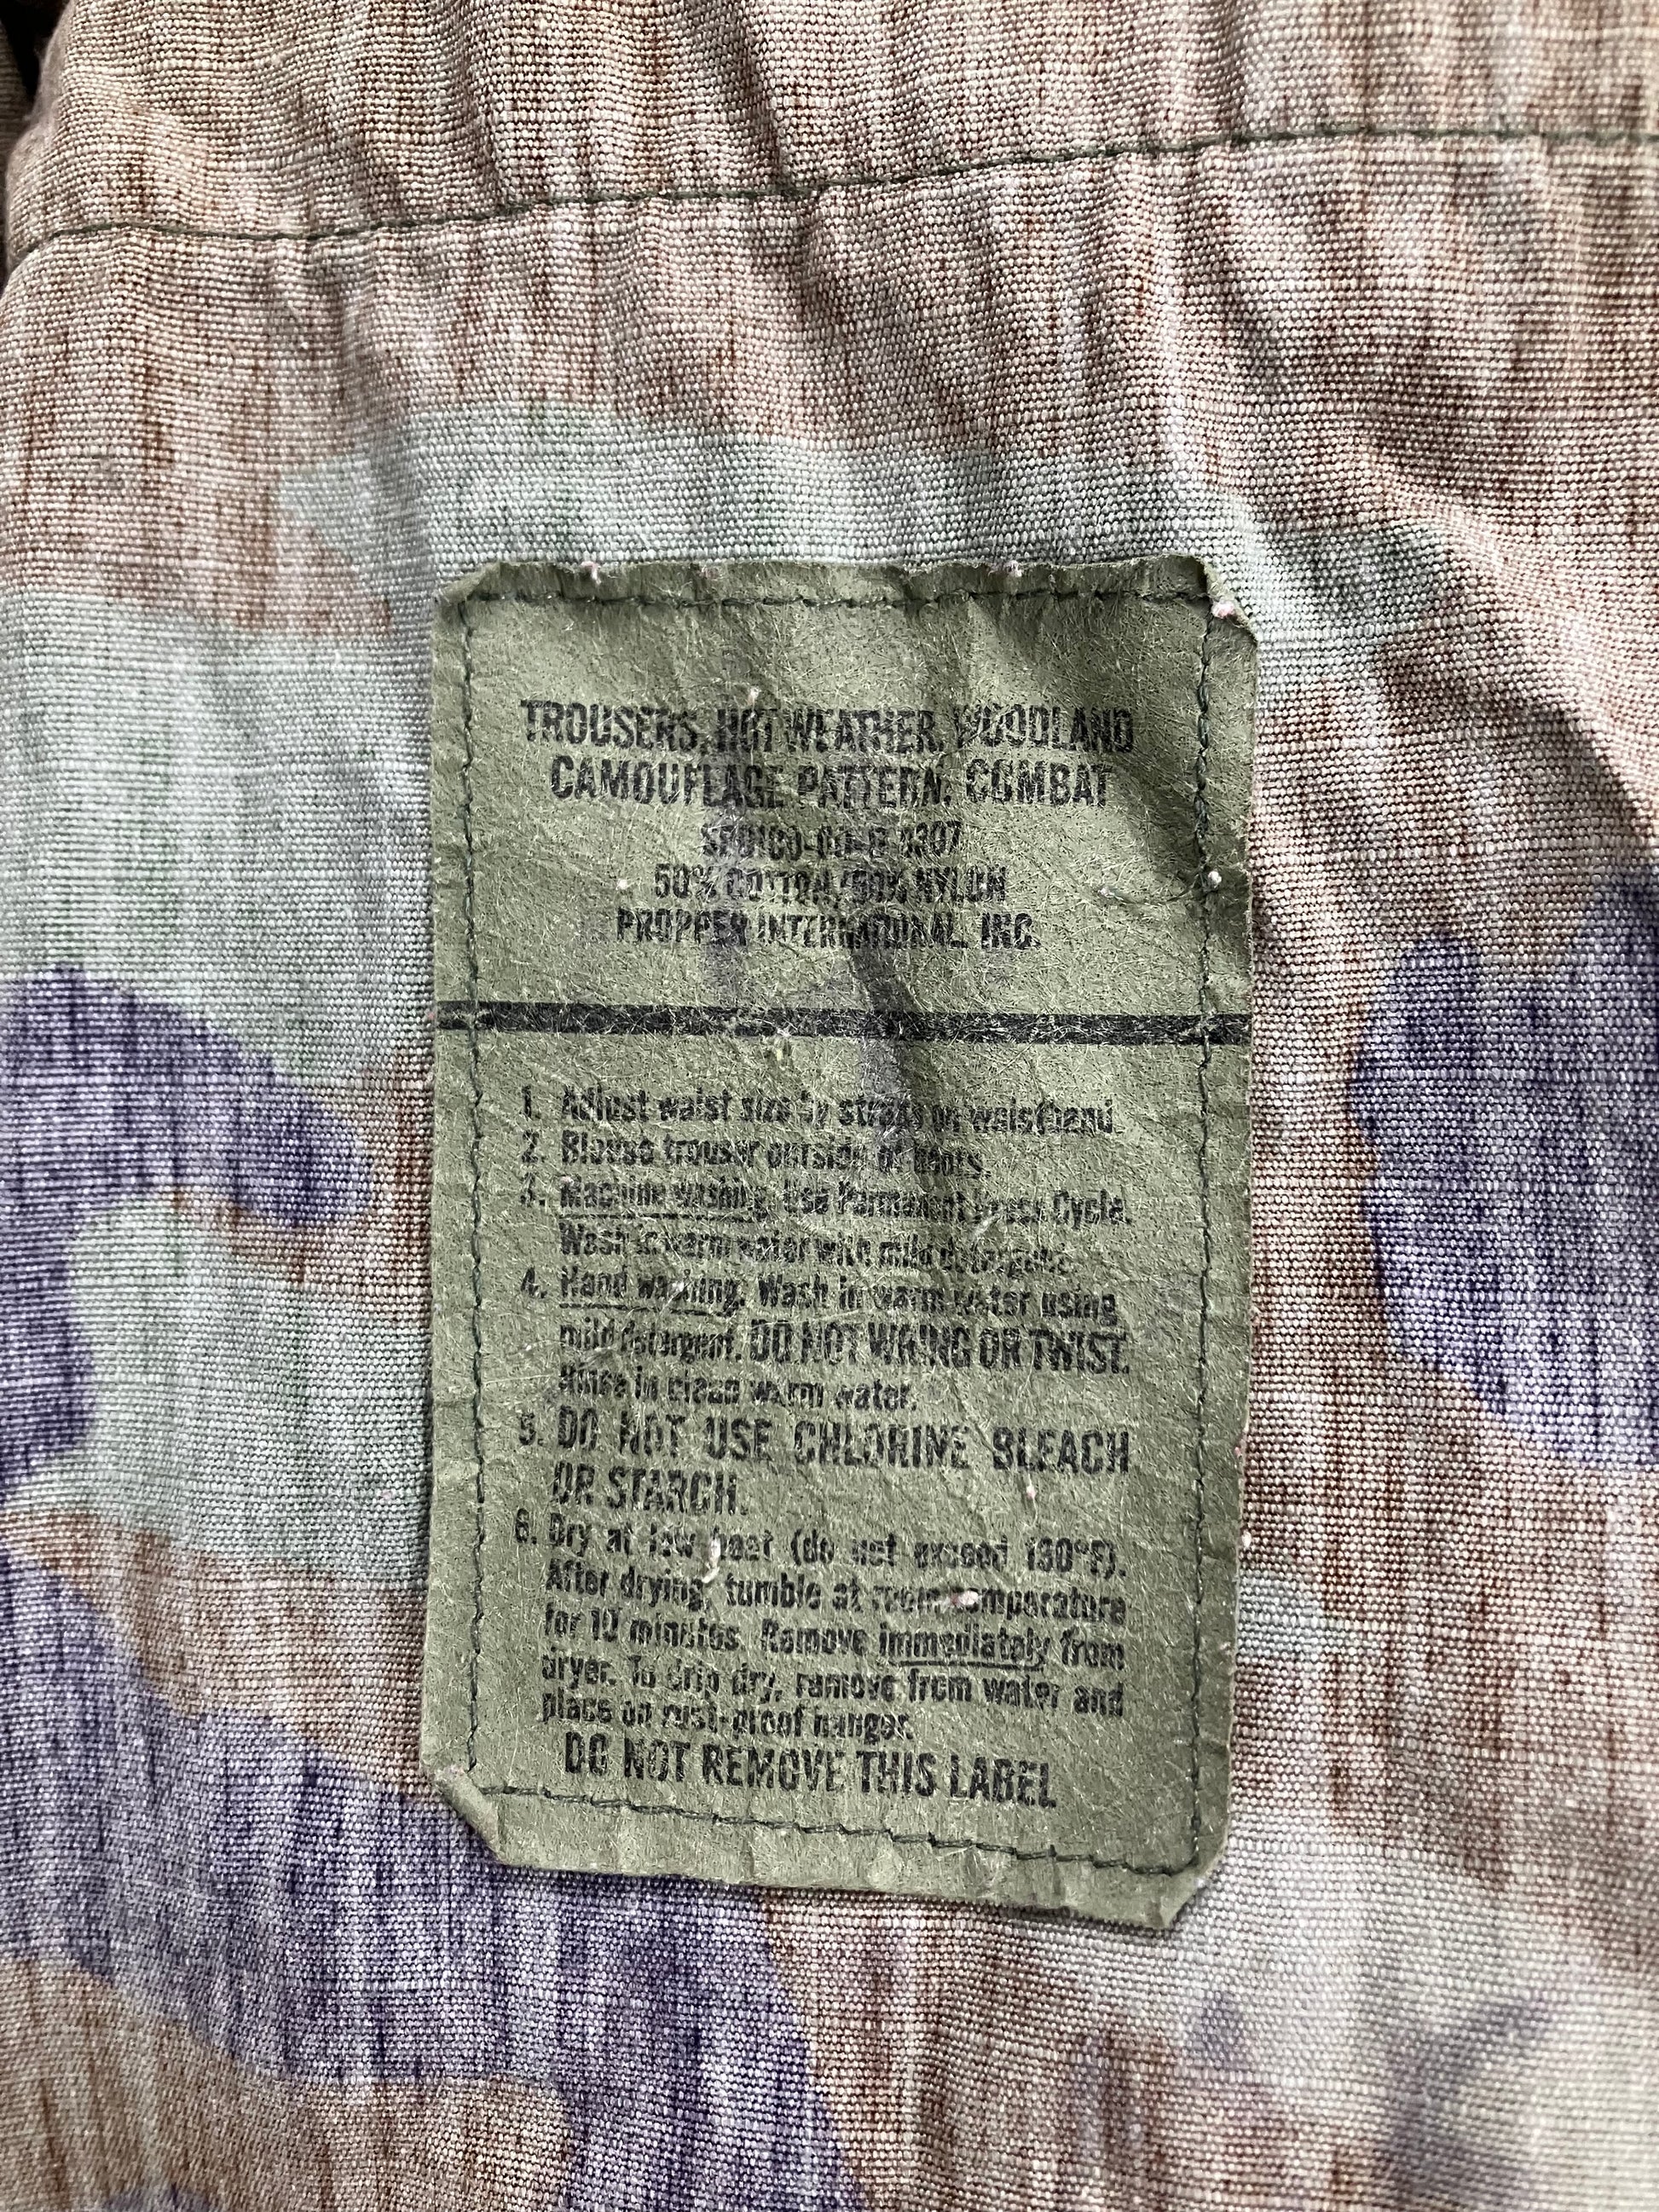 TROUSERS, HOT WEATHER, WOODLAND
CAMOUFLAGE PATTERN, COMBAT
50% COTTON/50% NYLON
PROPPER INTERNATIONAL, INC.
1. Adjust waist size by straps on waistband.
2. Blouse trouser outside of boots.
3. Machine washing. Use Permanent Press Cycle.
Wash in warm water with mild detergent.
4. Hand washing. Wash in warm water using
mild detergent. DO NOT WRING OR TWIST.
Rinse in clean warm water.
5. DO NOT USE CHLORINE BLEACH
OR STARCH.
6. Dry at low heat (do not exceed 130°F).
After drying, tumble at room temperature
for 10 minutes. Remove immediately from
dryer. To drip dry, remove from water and
place on rust-proof hanger.
DO NOT REMOVE THIS LABEL